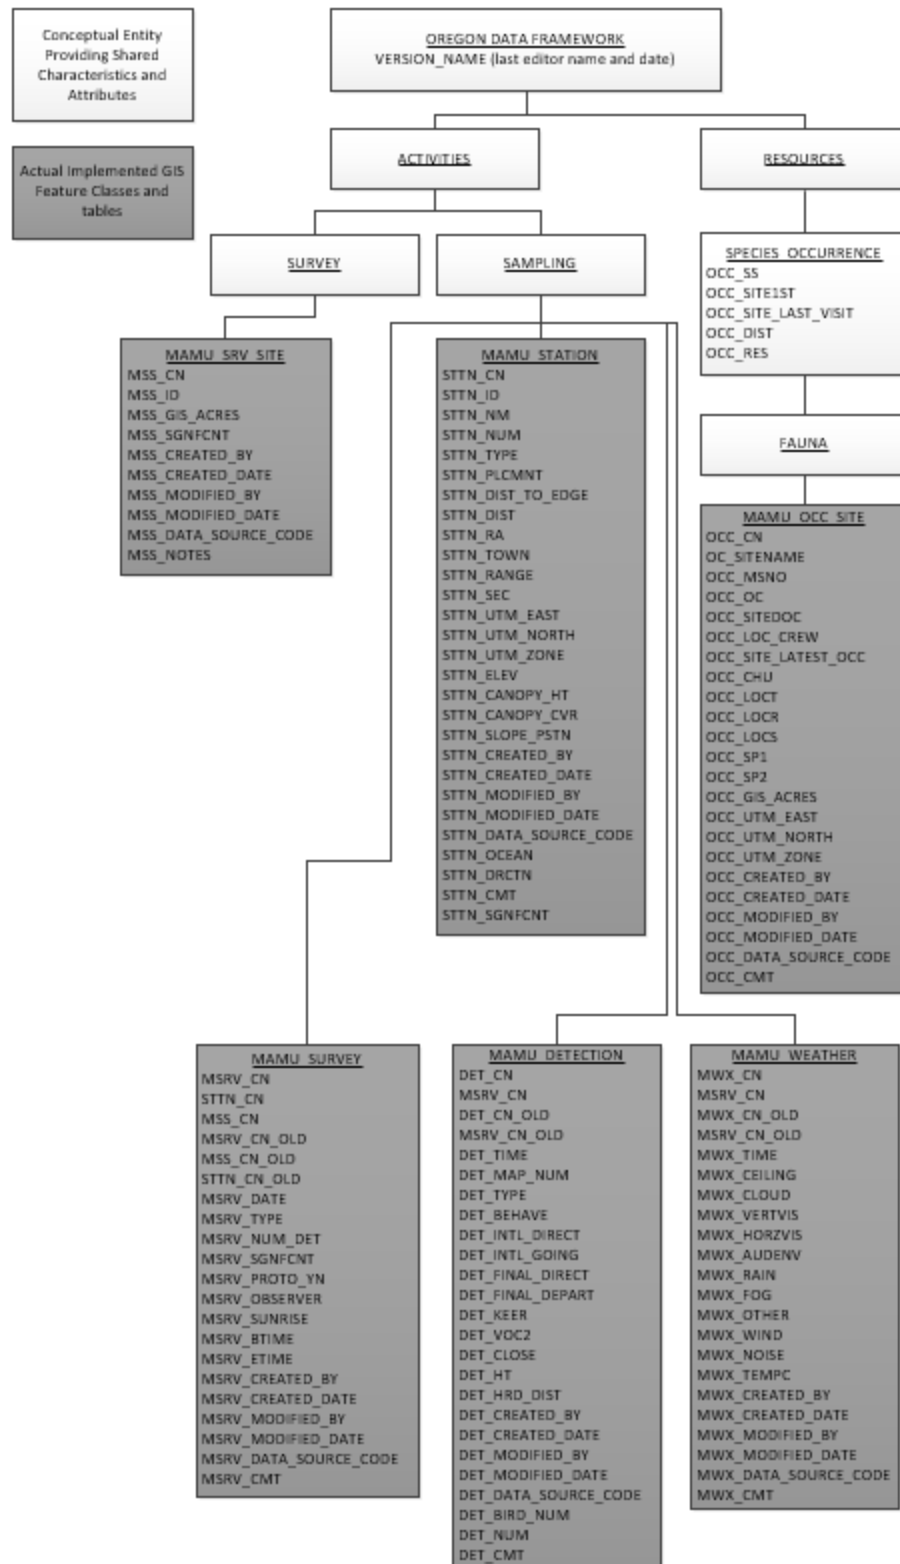 Conceptual Entity
Providing Shared
Characteristics and
Attributes
Actual Implemented GIS
Feature Classes and
tables
OREGON DATA FRAMEWORK
VERSION_NAME (last editor name and date)
ACTIVITIES
RESOURCES
SURVEY
SAMPLING
SPECIES_OCCURRENCE
OCC_SS
OCC_SITE1ST
OCC_SITE_LAST_VISIT
OCC_DIST
OCC_RES
FAUNA
MAMU_SRV_SITE
MSS_CN
MSS_ID
MSS_GIS_ACRES
MSS_SGNFCNT
MSS_CREATED_BY
MSS_CREATED_DATE
MSS_MODIFIED_BY
MSS_MODIFIED_DATE
MSS_DATA_SOURCE_CODE
MSS_NOTES
MAMU_STATION
STTN_CN
STTN_ID
STTN_NM
STTN_NUM
STTN_TYPE
STTN_PLCMNT
STTN_DIST_TO_EDGE
STTN_DIST
STTN_RA
STTN_TOWN
STTN_RANGE
STTN_SEC
STTN_UTM_EAST
STTN_UTM_NORTH
STTN_UTM_ZONE
STTN_ELEV
STTN_CANOPY_HT
STTN_CANOPY_CVR
STTN_SLOPE_PSTN
STTN_CREATED_BY
STTN_CREATED_DATE
STTN_MODIFIED_BY
STTN_MODIFIED_DATE
STTN_DATA_SOURCE_CODE
STTN_OCEAN
STTN_DRCTN
STTN_CMT
STTN_SGNFCNT
MAMU_OCC_SITE
OCC_CN
OC_SITENAME
OCC_MSNO
OCC_OC
OCC_SITEDOC
OCC_LOC_CREW
OCC_SITE_LATEST_OCC
OCC_CHU
OCC_LOCT
OCC_LOCR
OCC_LOCS
OCC_SP1
OCC_SP2
OCC_GIS_ACRES
OCC_UTM_EAST
OCC_UTM_NORTH
OCC_UTM_ZONE
OCC_CREATED_BY
OCC_CREATED_DATE
OCC_MODIFIED_BY
OCC_MODIFIED_DATE
OCC_DATA_SOURCE_CODE
OCC_CMT
MAMU_SURVEY
MSRV_CN
STTN_CN
MSS_CN
MSRV_CN_OLD
MSS_CN_OLD
STTN_CN_OLD
MSRV_DATE
MSRV_TYPE
MSRV_NUM_DET
MSRV_SGNFCNT
MSRV_PROTO_YN
MSRV_OBSERVER
MSRV_SUNRISE
MSRV_BTIME
MSRV_ETIME
MSRV_CREATED_BY
MSRV_CREATED_DATE
MSRV_MODIFIED_BY
MSRV_MODIFIED_DATE
MSRV_DATA_SOURCE_CODE
MSRV_CMT
MAMU_DETECTION
DET_CN
MSRV_CN
DET_CN_OLD
MSRV_CN_OLD
DET_TIME
DET_MAP_NUM
DET_TYPE
DET_BEHAVE
DET_INTL_DIRECT
DET_INTL_GOING
DET_FINAL_DIRECT
DET_FINAL_DEPART
DET_KEER
DET_VOC2
DET_CLOSE
DET_HT
DET_HRD_DIST
DET_CREATED_BY
DET_CREATED_DATE
DET_MODIFIED_BY
DET_MODIFIED_DATE
DET_DATA_SOURCE_CODE
DET_BIRD_NUM
DET_NUM
DET_CMT
MAMU_WEATHER
MWX_CN
MSRV_CN
MWX_CN_OLD
MSRV_CN_OLD
MWX_TIME
MWX_CEILING
MWX_CLOUD
MWX_VERTVIS
MWX_HORZVIS
MWX_AUDENV
MWX_RAIN
MWX_FOG
MWX_OTHER
MWX_WIND
MWX_NOISE
MWX_TEMPC
MWX_CREATED_BY
MWX_CREATED_DATE
MWX_MODIFIED_BY
MWX_MODIFIED_DATE
MWX_DATA_SOURCE_CODE
MWX_CMT